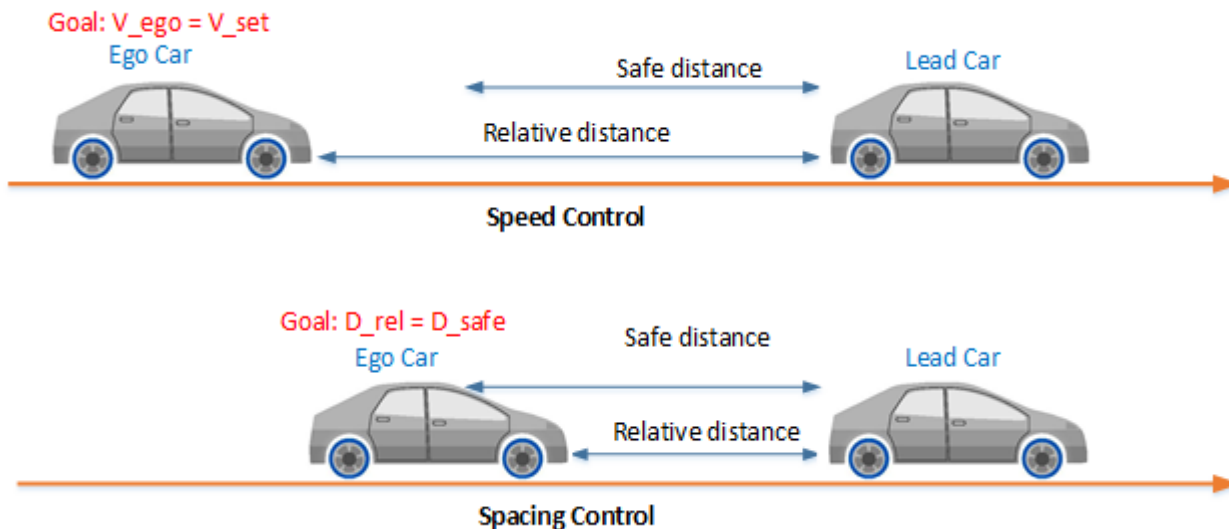 Goal: V_ego = V_set
Ego Car
Safe distance
Lead Car
Relative distance
Speed Control
Goal: D_rel = D_safe
Ego Car
Safe distance
Lead Car
Relative distance
Spacing Control